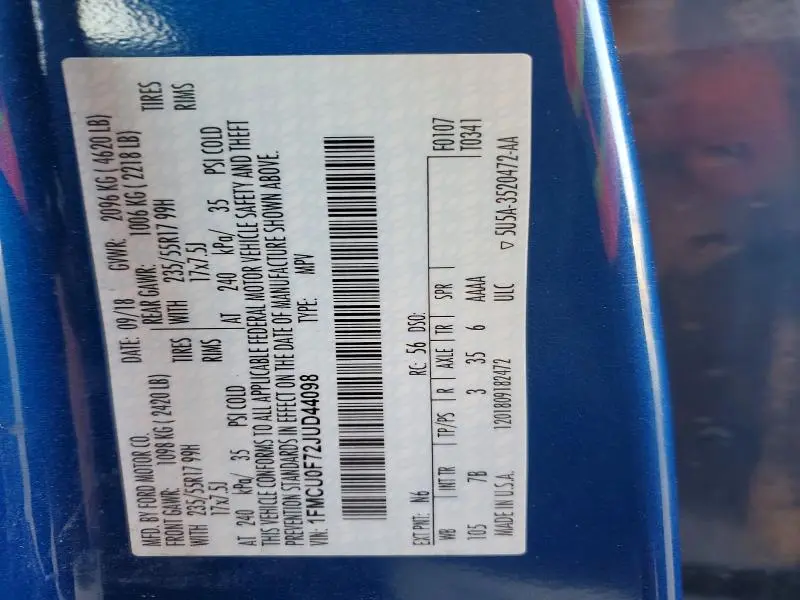 MFD. BY FORD MOTOR CO.
DATE: 09/18 GVWR: 2096 KG ( 4620 LB)
FRONT GAWR: 1098 KG ( 2420 LB) REAR GAWR: 1006 KG ( 2218 LB)
WITH 235/55R17 99H TIRES WITH 235/55R17 99H TIRES
17x7.5J RIMS 17x7.5J RIMS
AT 240 kPa/ 35 PSI COLD AT 240 kPa/ 35 PSI COLD
THIS VEHICLE CONFORMS TO ALL APPLICABLE FEDERAL MOTOR VEHICLE SAFETY AND THEFT
PREVENTION STANDARDS IN EFFECT ON THE DATE OF MANUFACTURE SHOWN ABOVE.
VIN: 1FMCU0F72JUD44098 TYPE: MPV
EXT PNT: N6 RC: 56 DSO: F0107
WB INT TR TP/PS R AXLE TR SPR T0341
105 7B 3 35 6 AAAA
MADE IN U.S.A. 12018091B2472 ULC ▽ 5U5A-3520472-AA